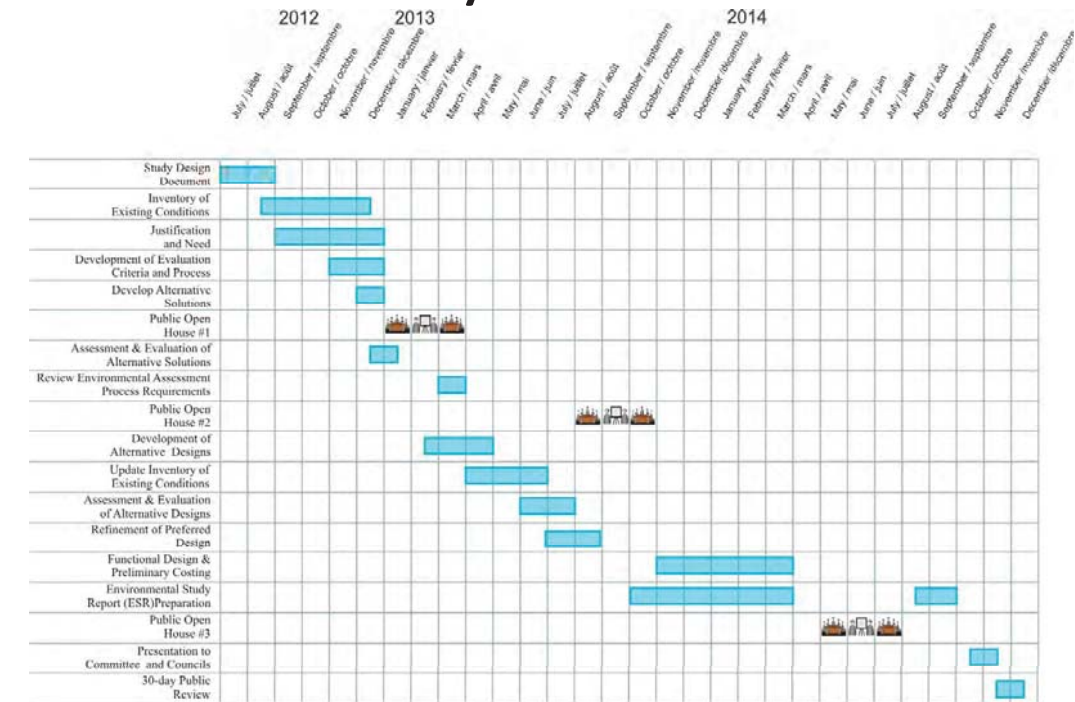 2012
2013
2014
July / juillet
August / août
September / septembre
October / octobre
November / novembre
December / décembre
January / janvier
February / février
March / mars
April / avril
May / mai
June / juin
July / juillet
August / août
September / septembre
October / octobre
November /novembre
December /décembre
January /janvier
February /février
March / mars
April / avril
May / mai
June / juin
July / juillet
August / août
September / septembre
October / octobre
November /novembre
December /décembre
Study Design
Document
Inventory of
Existing Conditions
Justification
and Need
Development of Evaluation
Criteria and Process
Develop Alternative
Solutions
Public Open
House #1
Assessment & Evaluation of
Alternative Solutions
Review Environmental Assessment
Process Requirements
Public Open
House #2
Development of
Alternative Designs
Update Inventory of
Existing Conditions
Assessment & Evaluation
of Alternative Designs
Refinement of Preferred
Design
Functional Design &
Preliminary Costing
Environmental Study
Report (ESR)Preparation
Public Open
House #3
Presentation to
Committee and Councils
30-day Public
Review